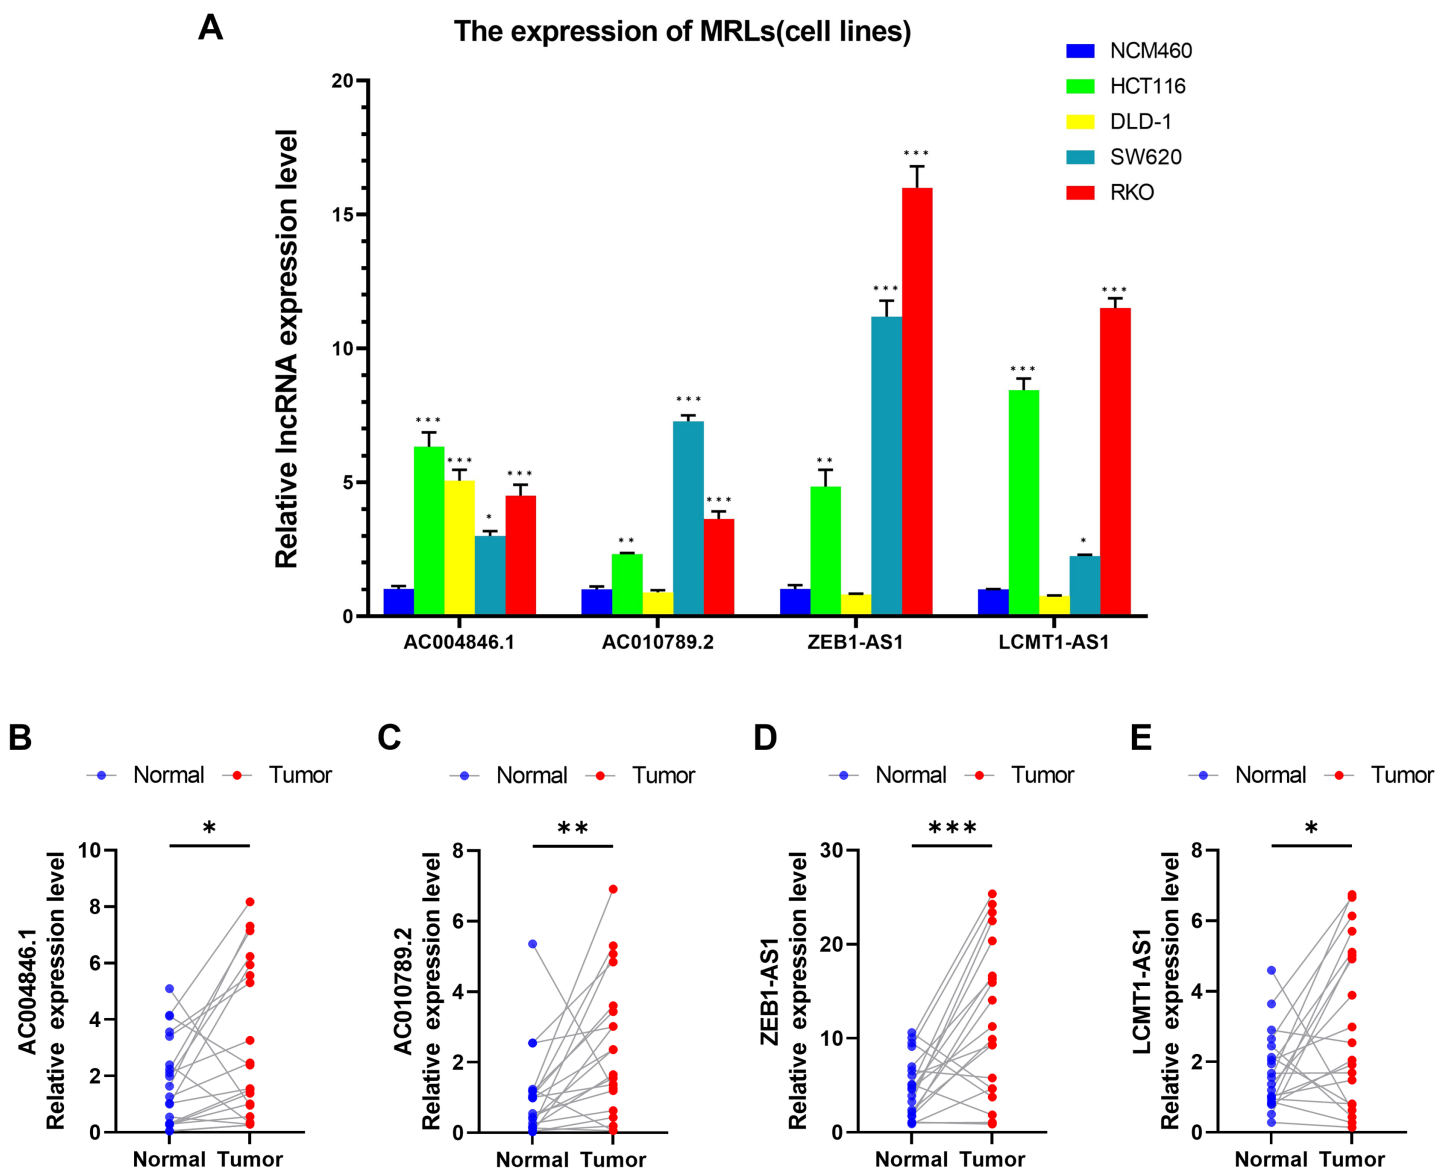 A
The expression of MRLs(cell lines)
NCM460
HCT116
DLD-1
SW620
RKO
Relative lncRNA expression level
20
15
10
5
0
***
***
*
***
**
***
***
**
***
***
***
*
***
AC004846.1
AC010789.2
ZEB1-AS1
LCMT1-AS1
B
Normal
Tumor
*
AC004846.1
Relative expression level
10
8
6
4
2
0
Normal
Tumor
C
Normal
Tumor
**
AC010789.2
Relative expression level
8
6
4
2
0
Normal
Tumor
D
Normal
Tumor
***
ZEB1-AS1
Relative expression level
30
20
10
0
Normal
Tumor
E
Normal
Tumor
*
LCMT1-AS1
Relative expression level
8
6
4
2
0
Normal
Tumor